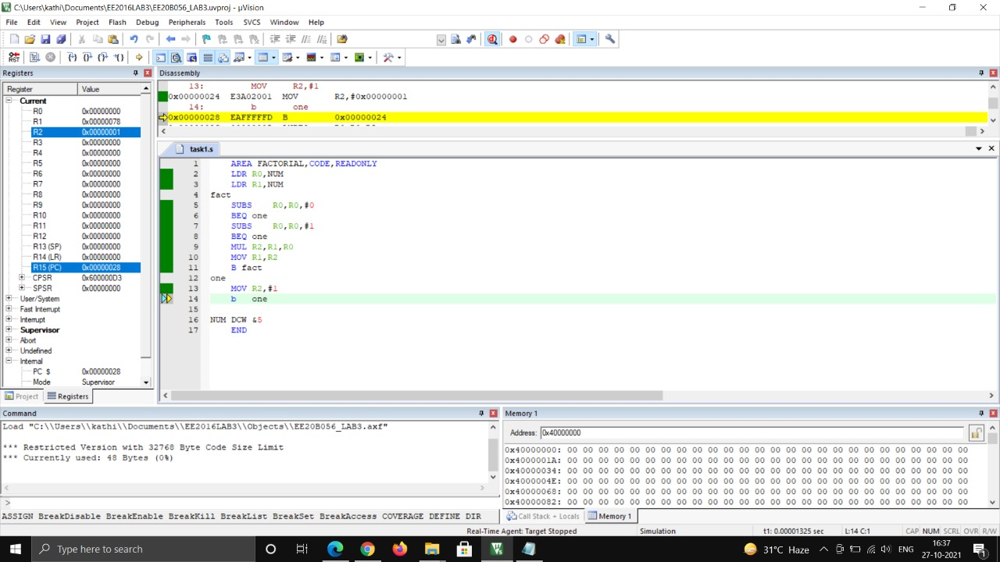 C:\Users\kathi\Documents\EE2016LAB3\EE20B056_LAB3.uvproj - µVision
File Edit View Project Flash Debug Peripherals Tools SVCS Window Help
Registers
Register Value
Current
R0 0x00000000
R1 0x00000078
R2 0x00000001
R3 0x00000000
R4 0x00000000
R5 0x00000000
R6 0x00000000
R7 0x00000000
R8 0x00000000
R9 0x00000000
R10 0x00000000
R11 0x00000000
R12 0x00000000
R13 (SP) 0x00000000
R14 (LR) 0x00000000
R15 (PC) 0x00000028
CPSR 0x600000D3
SPSR 0x00000000
User/System
Fast Interrupt
Interrupt
Supervisor
Abort
Undefined
Internal
PC $ 0x00000028
Mode Supervisor
Project Registers
Disassembly
13: MOV R2,#1
0x00000024 E3A02001 MOV R2,#0x00000001
14: b one
0x00000028 EAFFFFFD B 0x00000024
task1.s
1 AREA FACTORIAL,CODE,READONLY
2 LDR R0,NUM
3 LDR R1,NUM
4 fact
5 SUBS R0,R0,#0
6 BEQ one
7 SUBS R0,R0,#1
8 BEQ one
9 MUL R2,R1,R0
10 MOV R1,R2
11 B fact
12 one
13 MOV R2,#1
14 b one
15
16 NUM DCW &5
17 END
Command
Load "C:\\Users\\kathi\\Documents\\EE2016LAB3\\Objects\\EE20B056_LAB3.axf"
*** Restricted Version with 32768 Byte Code Size Limit
*** Currently used: 48 Bytes (0%)
>
ASSIGN BreakDisable BreakEnable BreakKill BreakList BreakSet BreakAccess COVERAGE DEFINE DIR
Memory 1
Address: 0x40000000
0x40000000: 00 00 00 00 00 00 00 00 00 00 00 00 00 00 00 00 00 00 00 00 00 00 00 00 00 00
0x4000001A: 00 00 00 00 00 00 00 00 00 00 00 00 00 00 00 00 00 00 00 00 00 00 00 00 00 00
0x40000034: 00 00 00 00 00 00 00 00 00 00 00 00 00 00 00 00 00 00 00 00 00 00 00 00 00 00
0x4000004E: 00 00 00 00 00 00 00 00 00 00 00 00 00 00 00 00 00 00 00 00 00 00 00 00 00 00
0x40000068: 00 00 00 00 00 00 00 00 00 00 00 00 00 00 00 00 00 00 00 00 00 00 00 00 00 00
0x40000082: 00 00 00 00 00 00 00 00 00 00 00 00 00 00 00 00 00 00 00 00 00 00 00 00 00 00
Call Stack + Locals Memory 1
Real-Time Agent: Target Stopped Simulation t1: 0.00001325 sec L:14 C:1 CAP NUM SCRL OVR R/W
Type here to search
31°C Haze ENG
16:37
27-10-2021
1